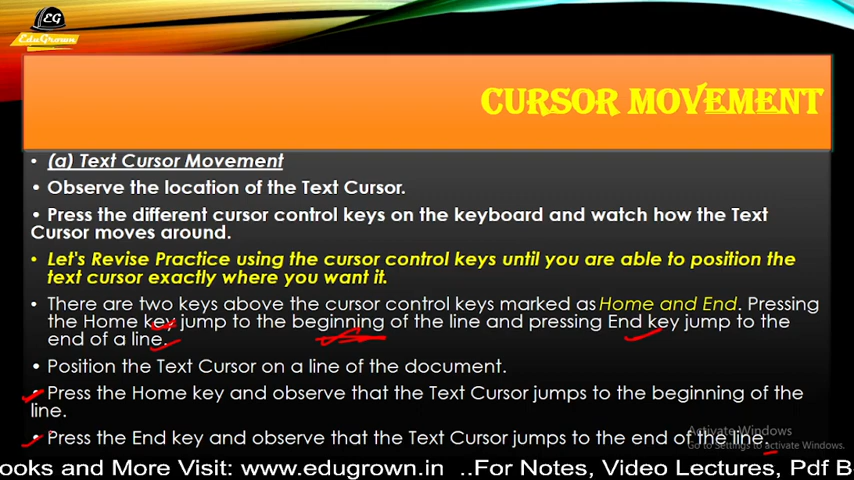 EG
EduGrown
CURSOR MOVEMENT
• (a) Text Cursor Movement
• Observe the location of the Text Cursor.
• Press the different cursor control keys on the keyboard and watch how the Text
Cursor moves around.
• Let's Revise Practice using the cursor control keys until you are able to position the
text cursor exactly where you want it.
• There are two keys above the cursor control keys marked as Home and End. Pressing
the Home key jump to the beginning of the line and pressing End key jump to the
end of a line.
• Position the Text Cursor on a line of the document.
• Press the Home key and observe that the Text Cursor jumps to the beginning of the
line.
• Press the End key and observe that the Text Cursor jumps to the end of the line.
Activate Windows
Go to Settings to activate Windows.
ooks and More Visit: www.edugrown.in ..For Notes, Video Lectures, Pdf B